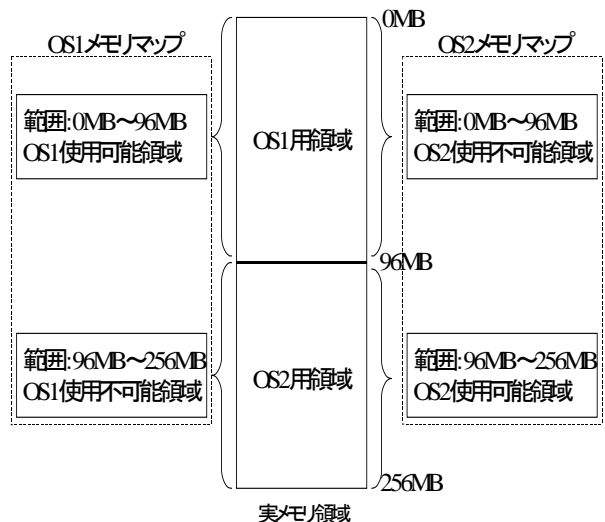 OS1メモリマップ
範囲:0MB～96MB
OS1使用可能領域
範囲:96MB～256MB
OS1使用不可能領域
0MB
OS1用領域
96MB
OS2用領域
256MB
実メモリ領域
OS2メモリマップ
範囲:0MB～96MB
OS2使用不可能領域
範囲:96MB～256MB
OS2使用可能領域